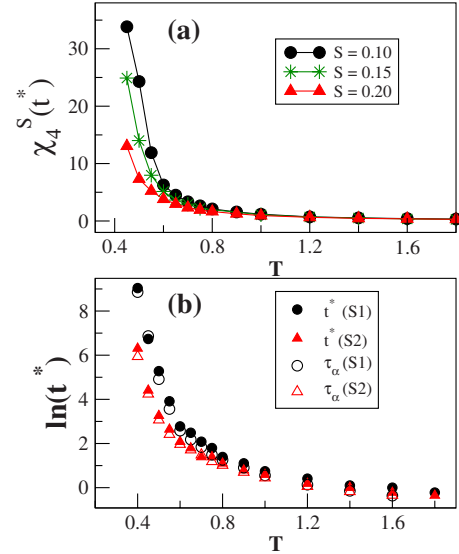 (a)
χ₄ˢ(t*)
30
20
10
0
S = 0.10
S = 0.15
S = 0.20
0.4 0.8 1.2 1.6
T
(b)
ln(t*)
8
6
4
2
0
t* (S1)
t* (S2)
τα (S1)
τα (S2)
0.4 0.8 1.2 1.6
T